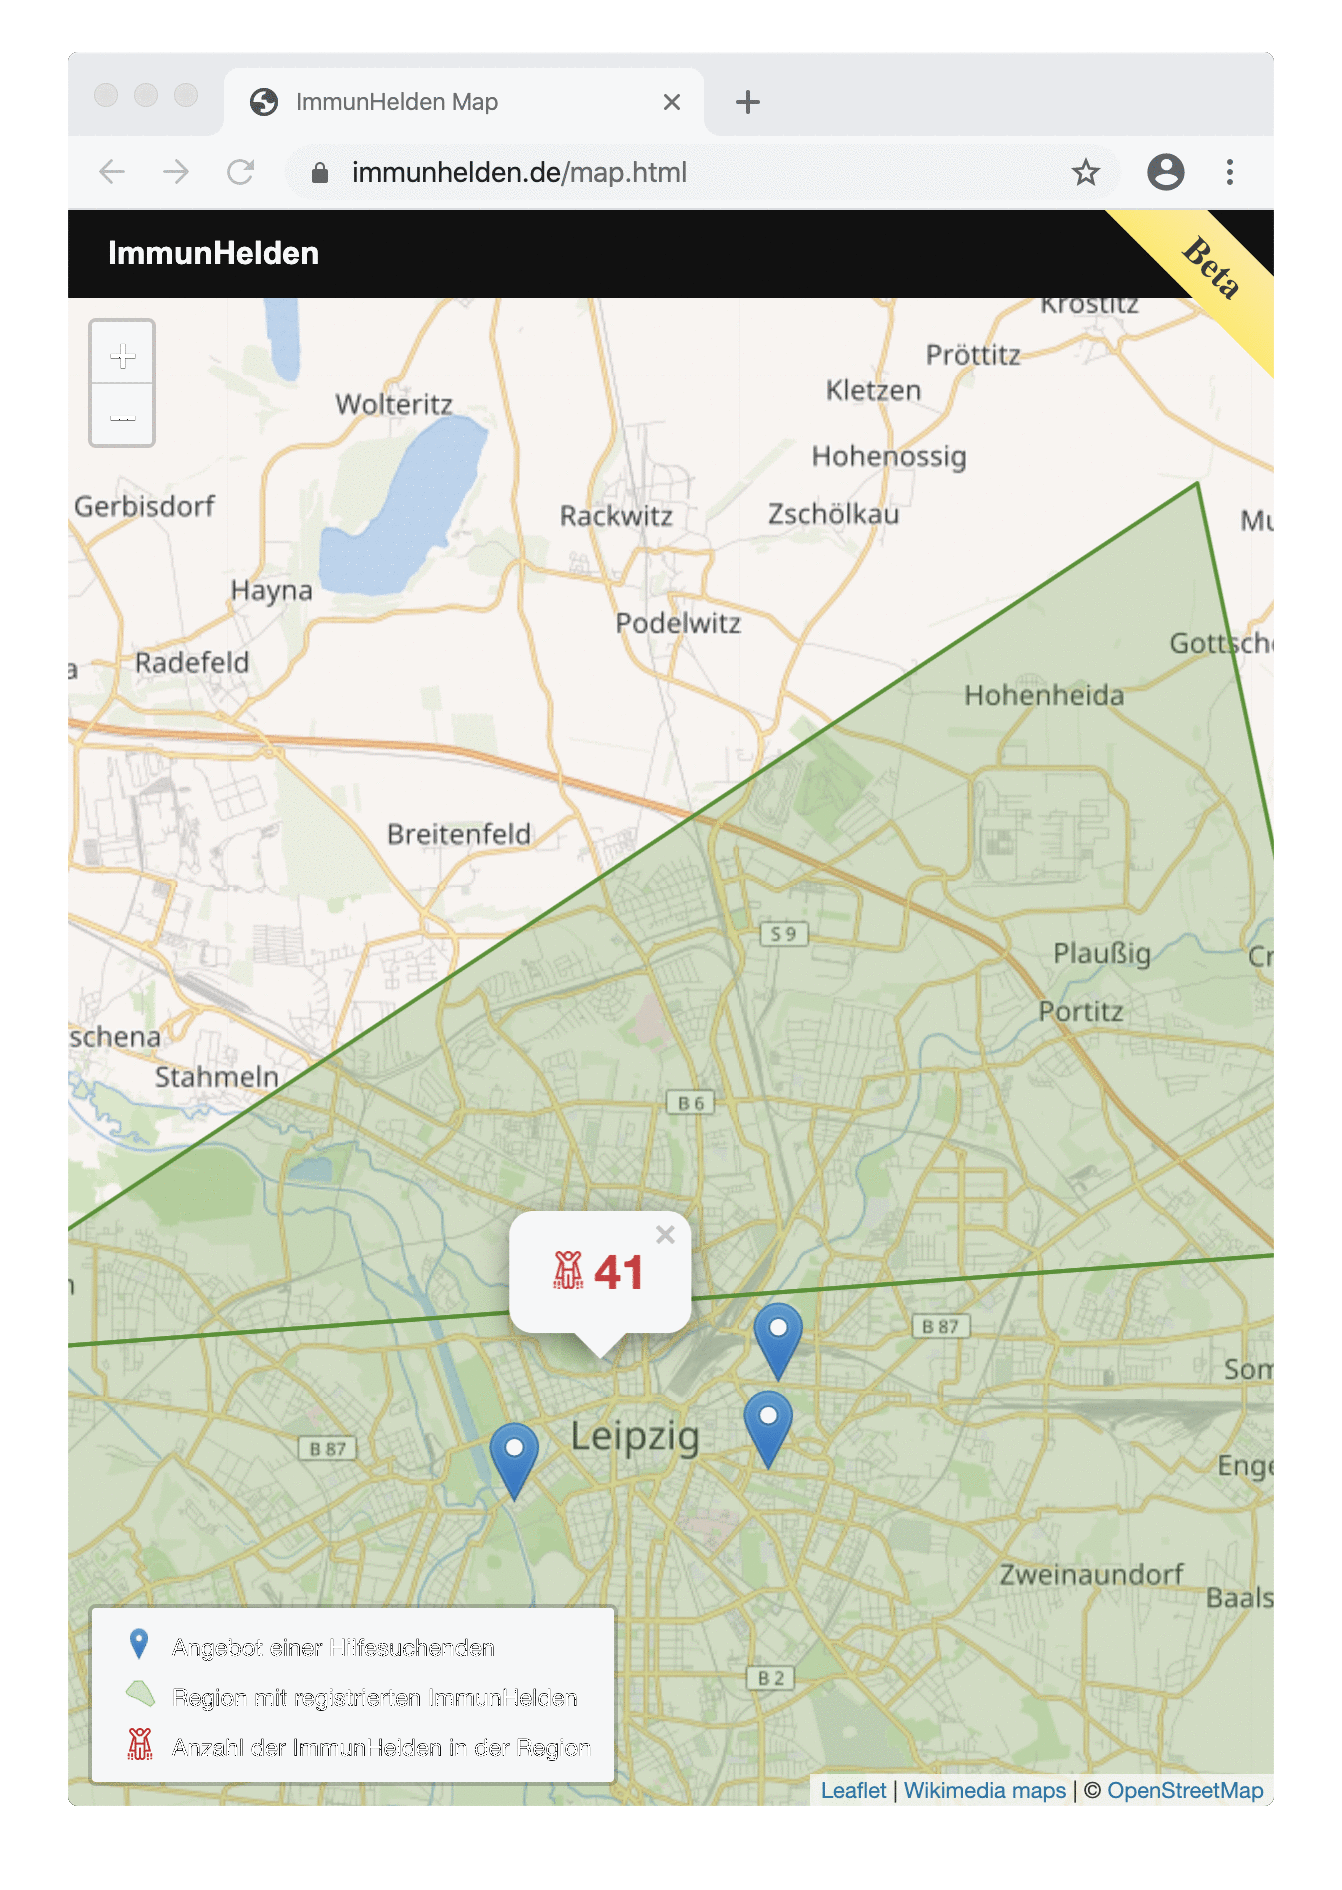 ImmunHelden Map
immunhelden.de/map.html
ImmunHelden
Beta
Krostitz
Pröttitz
Kletzen
Wolteritz
Hohenossig
Gerbisdorf
Rackwitz
Zschölkau
Mu
Hayna
Podelwitz
Gottsche
Radefeld
a
Hohenheida
Breitenfeld
S 9
Plaußig
Cr
Portitz
schena
Stahmeln
B 6
41
n
B 87
Som
Leipzig
B 87
Enge
Zweinaundorf
Baals
Angebot einer Hilfesuchenden
Region mit registrierten ImmunHelden
B 2
Anzahl der ImmunHelden in der Region
Leaflet | Wikimedia maps | © OpenStreetMap